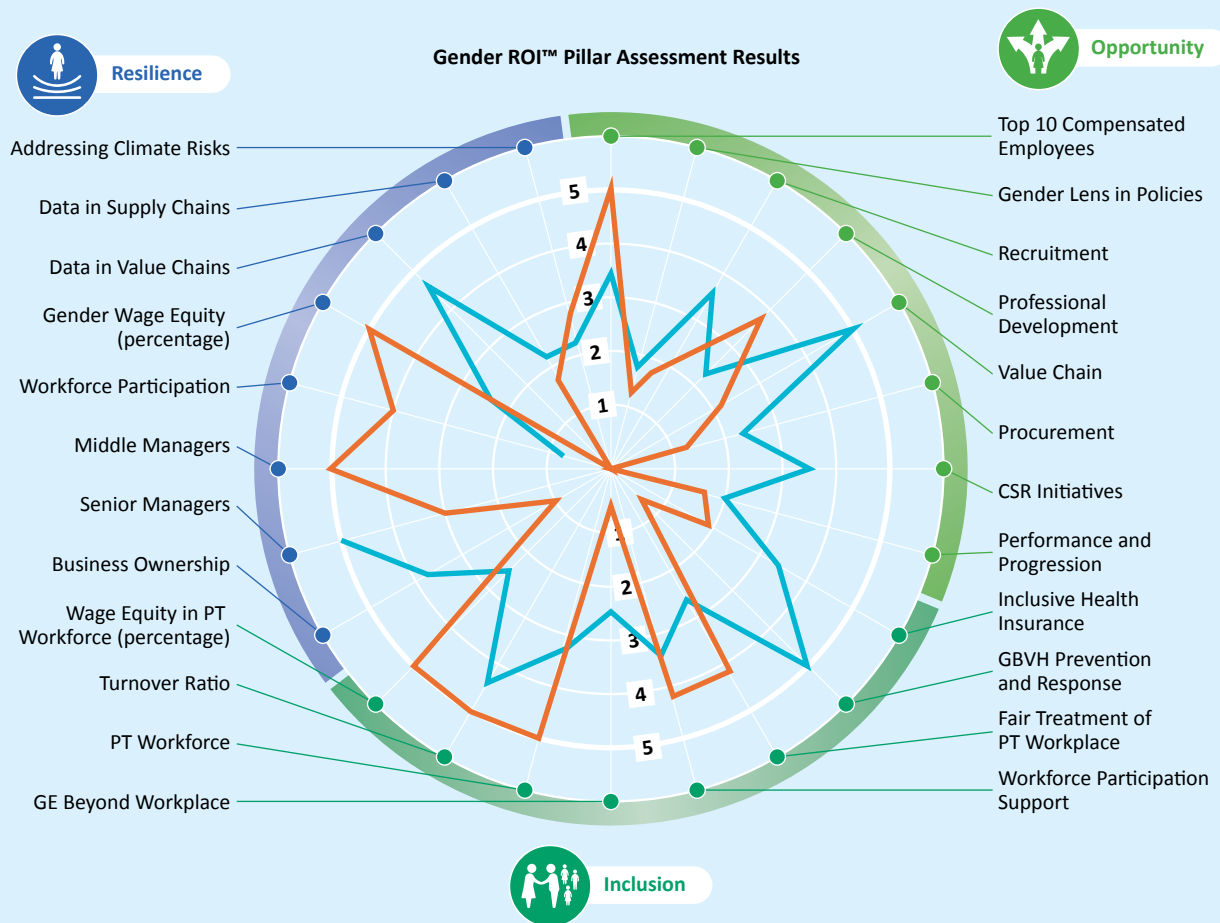 Gender ROI™ Pillar Assessment Results
Resilience
Opportunity
Addressing Climate Risks
Data in Supply Chains
Data in Value Chains
Gender Wage Equity
(percentage)
Workforce Participation
Middle Managers
Senior Managers
Business Ownership
Wage Equity in PT
Workforce (percentage)
Turnover Ratio
PT Workforce
GE Beyond Workplace
5
4
3
2
1
1
2
3
4
5
Top 10 Compensated
Employees
Gender Lens in Policies
Recruitment
Professional
Development
Value Chain
Procurement
CSR Initiatives
Performance and
Progression
Inclusive Health
Insurance
GBVH Prevention
and Response
Fair Treatment of
PT Workplace
Workforce Participation
Support
Inclusion